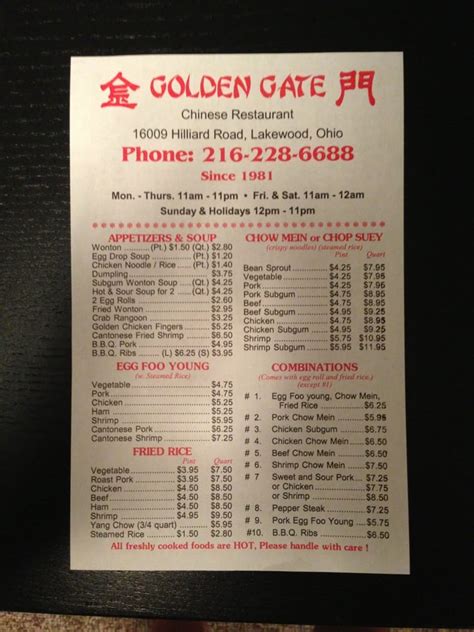 金 GOLDEN GATE 門
Chinese Restaurant
16009 Hilliard Road, Lakewood, Ohio
Phone: 216-228-6688
Since 1981
Mon. - Thurs. 11am - 11pm • Fri. & Sat. 11am - 12am
Sunday & Holidays 12pm - 11pm
APPETIZERS & SOUP
Wonton (Pt.) $1.50 (Qt.) $2.80
Egg Drop Soup (Pt.) $1.20
Chicken Noodle / Rice (Pt.) $1.40
Dumpling $3.75
Subgum Wonton Soup (Qt.) $4.25
Hot & Sour Soup for 2 (Qt.) $4.25
2 Egg Rolls $2.60
Fried Wonton $2.95
Crab Rangoon $3.25
Golden Chicken Fingers $5.25
Cantonese Fried Shrimp $6.50
B.B.Q. Pork $4.95
B.B.Q. Ribs (L) $6.25 (S) $3.95
EGG FOO YOUNG
(w. Steamed Rice)
Vegetable $4.75
Pork $4.75
Chicken $5.25
Ham $5.25
Shrimp $5.75
Cantonese Pork $6.25
Cantonese Shrimp $7.25
FRIED RICE
Pint Quart
Vegetable $3.95 $7.50
Roast Pork $3.95 $7.50
Chicken $4.50 $8.50
Beef $4.50 $8.50
Ham $4.50 $8.50
Shrimp $4.95 $9.50
Yang Chow (3/4 quart) $5.95
Steamed Rice $1.50 $2.50
CHOW MEIN or CHOP SUEY
(crispy noodles) (steamed rice)
Pint Quart
Bean Sprout $4.25 $7.95
Vegetable $4.25 $7.95
Pork $4.25 $7.95
Pork Subgum $4.75 $8.95
Beef $4.75 $8.95
Chicken $4.75 $8.95
Chicken Subgum $5.25 $9.95
Shrimp $5.75 $10.95
Shrimp Subgum $5.95 $11.95
COMBINATIONS
(Comes with egg roll and fried rice.)
(except #1)
# 1. Egg Foo young, Chow Mein,
Fried Rice $6.25
# 2. Pork Chow Mein $5.95
# 3. Chicken Subgum $6.75
# 4. Chicken Chow Mein $6.50
# 5. Beef Chow Mein $6.50
# 6. Shrimp Chow Mein $7.25
# 7 Sweet and Sour Pork $7.25
or Chicken $7.75
or Shrimp $8.50
# 8. Pepper Steak $7.25
# 9. Pork Egg Foo Young $5.75
#10. B.B.Q. Ribs $6.50
All freshly cooked foods are HOT, Please handle with care !